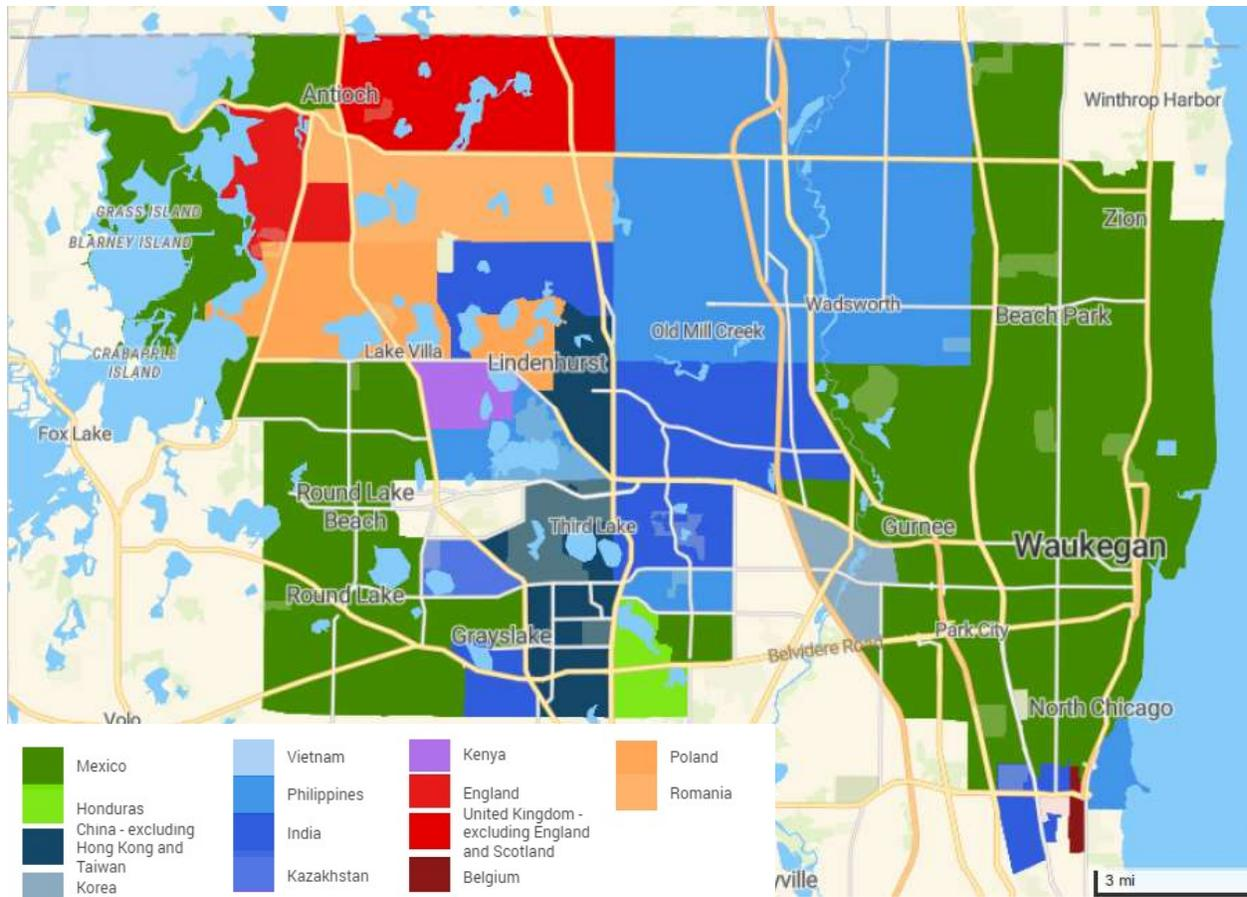 Antioch
Winthrop Harbor
GRASS ISLAND
Zion
BLARNEY ISLAND
Wadsworth
Beach Park
Old Mill Creek
CRABAPPLE
ISLAND
Lake Villa
Lindenhurst
Fox Lake
Round Lake
Beach
Third Lake
Gurnee
Waukegan
Round Lake
Grayslake
Park City
Belvidere Road
North Chicago
Volo
Mexico
Honduras
China - excluding
Hong Kong and
Taiwan
Korea
Vietnam
Philippines
India
Kazakhstan
Kenya
England
United Kingdom -
excluding England
and Scotland
Belgium
Poland
Romania
yville
3 mi